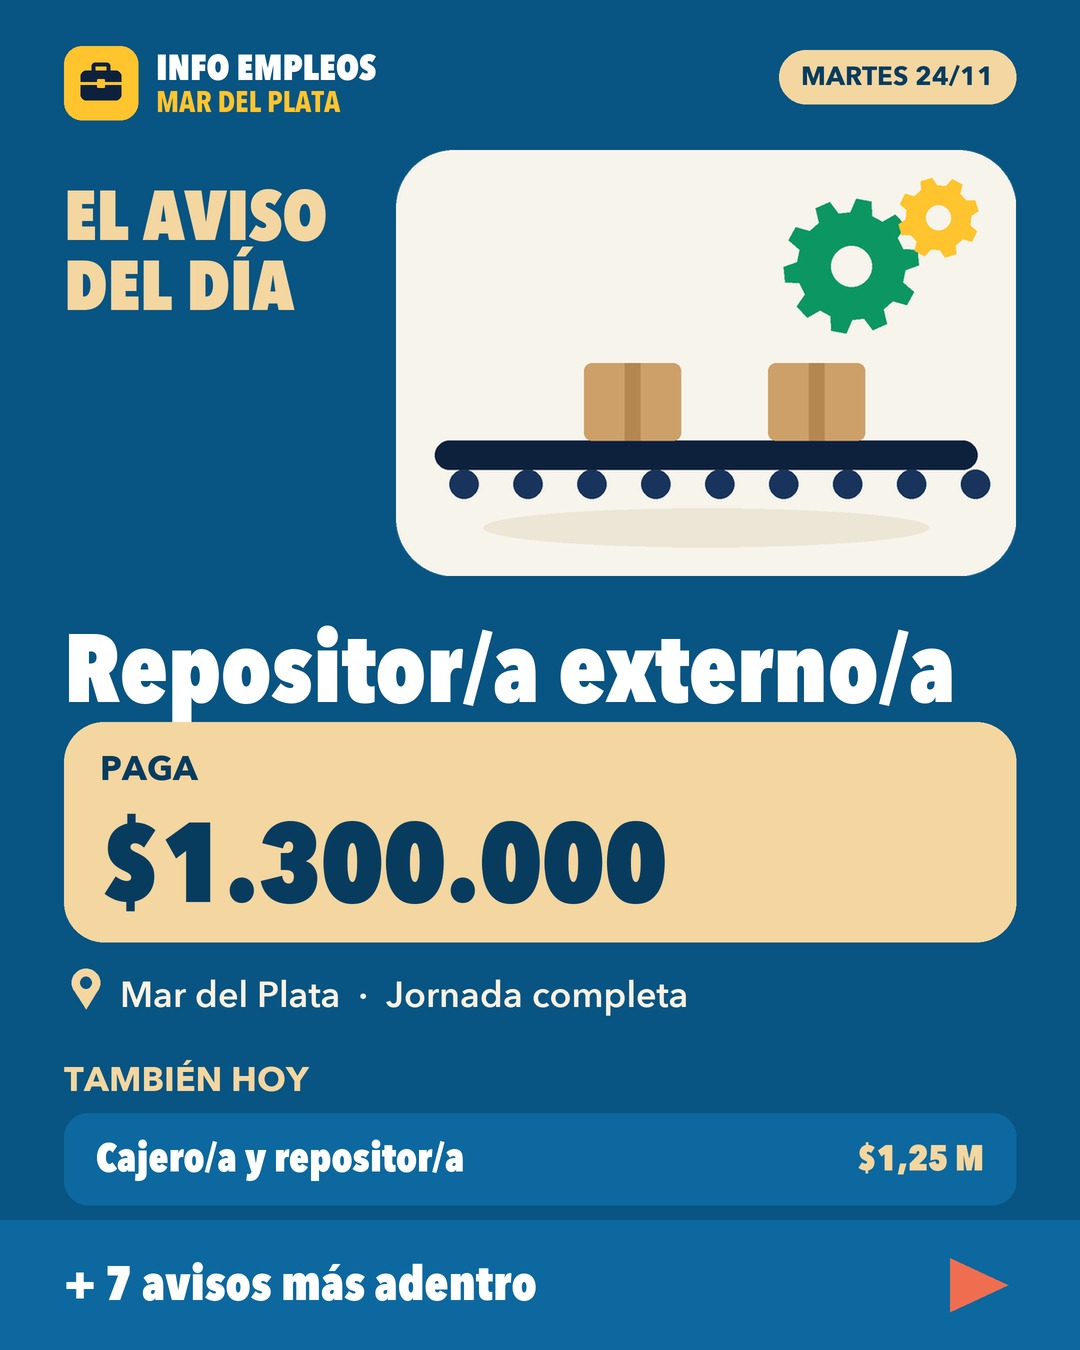 INFO EMPLEOS
MAR DEL PLATA
MARTES 24/11
EL AVISO
DEL DÍA
Repositor/a externo/a
PAGA
$1.300.000
Mar del Plata · Jornada completa
TAMBIÉN HOY
Cajero/a y repositor/a
$1,25 M
+ 7 avisos más adentro